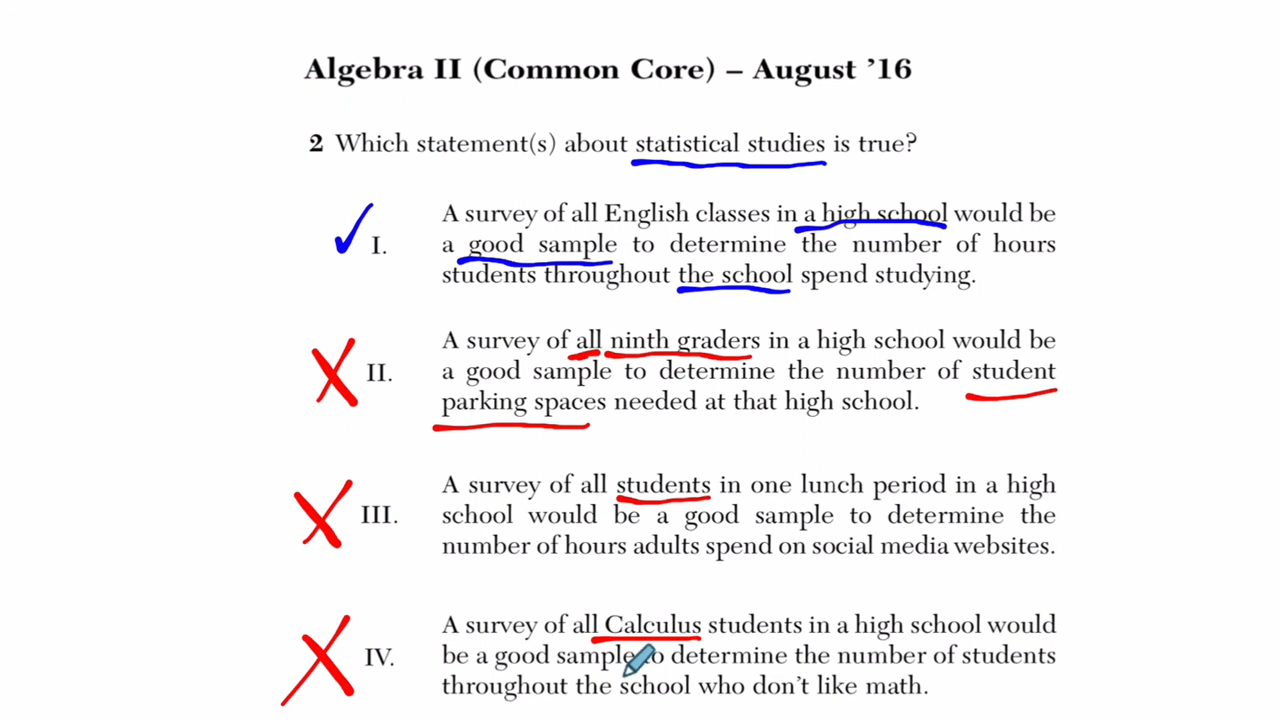 Algebra II (Common Core) – August ’16
2 Which statement(s) about statistical studies is true?
I. A survey of all English classes in a high school would be
a good sample to determine the number of hours
students throughout the school spend studying.
II. A survey of all ninth graders in a high school would be
a good sample to determine the number of student
parking spaces needed at that high school.
III. A survey of all students in one lunch period in a high
school would be a good sample to determine the
number of hours adults spend on social media websites.
IV. A survey of all Calculus students in a high school would
be a good sample to determine the number of students
throughout the school who don’t like math.